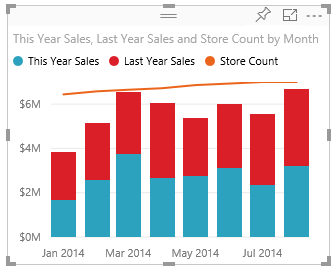 This Year Sales, Last Year Sales and Store Count by Month
This Year Sales Last Year Sales Store Count
$6M
$4M
$2M
$0M
Jan 2014 Mar 2014 May 2014 Jul 2014